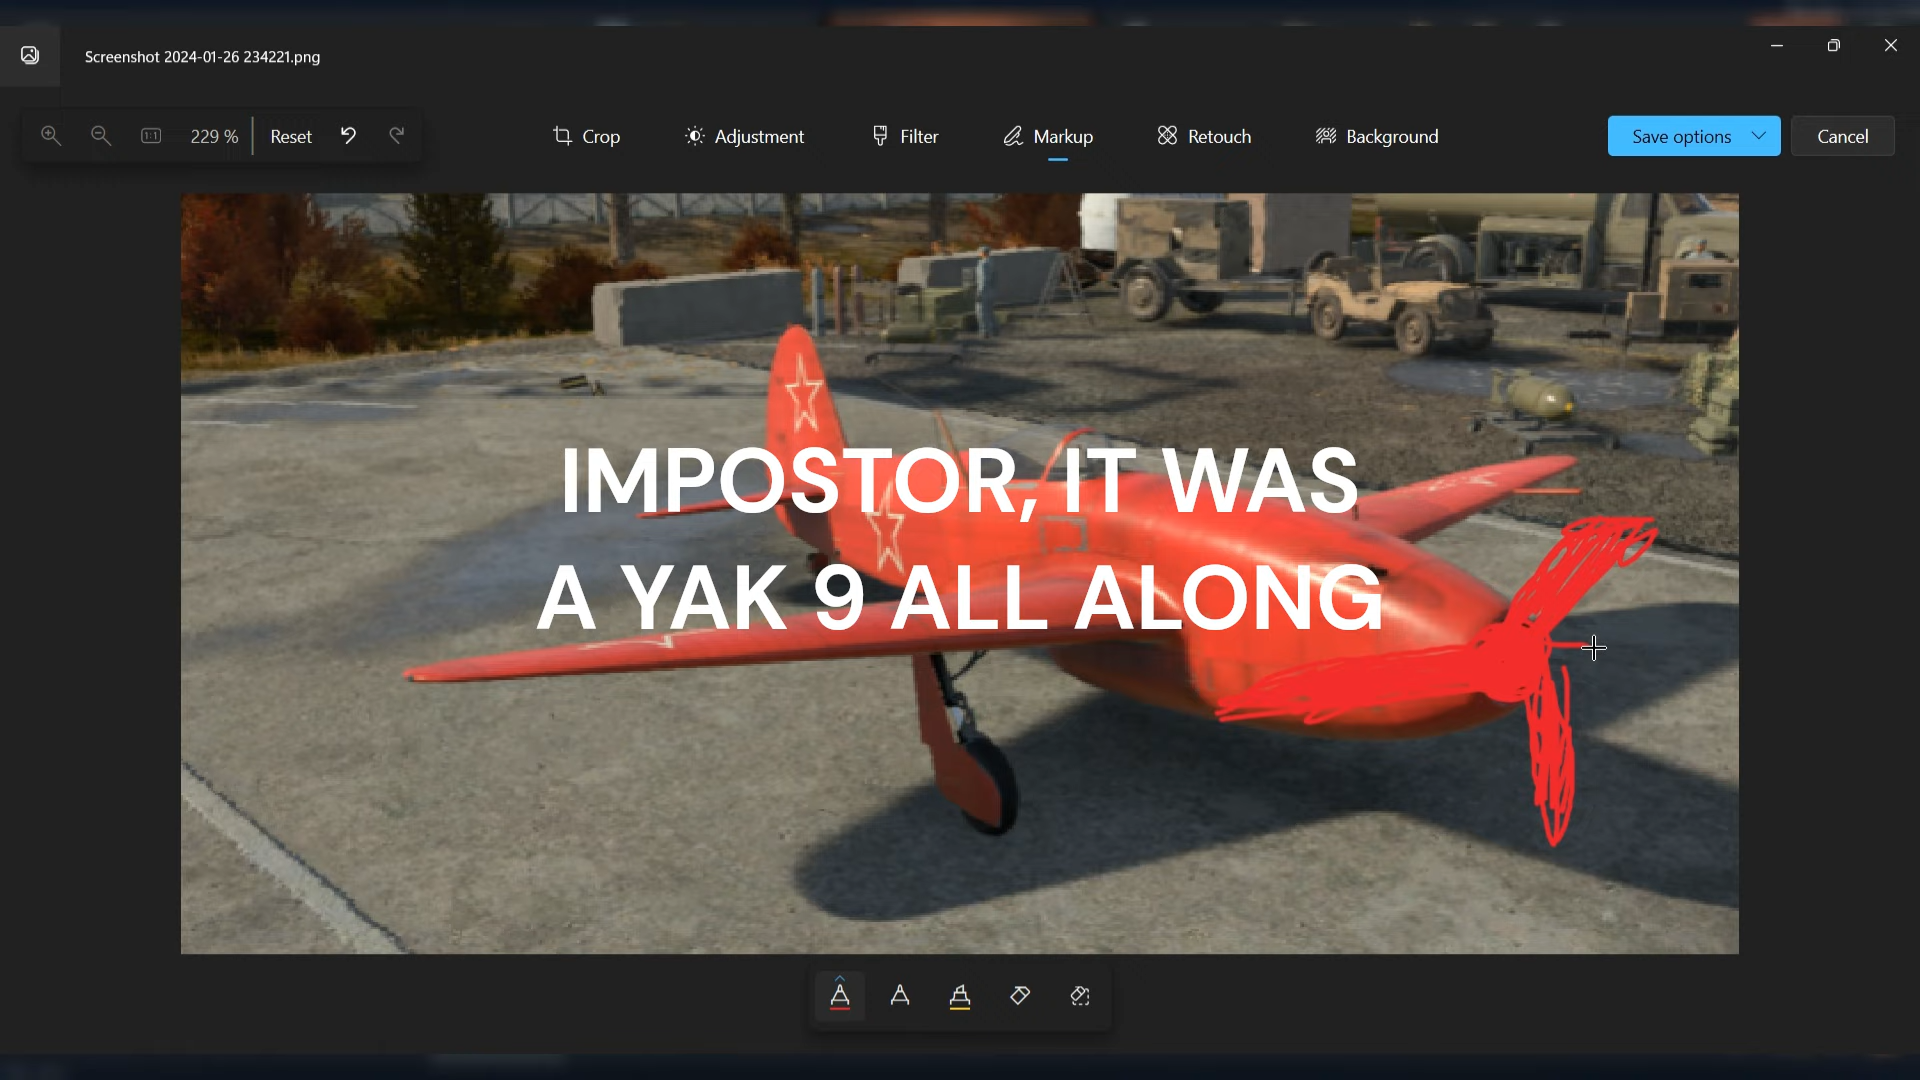 Screenshot 2024-01-26 234221.png
229 %
Reset
Crop
Adjustment
Filter
Markup
Retouch
Background
Save options
Cancel
IMPOSTOR, IT WAS
A YAK 9 ALL ALONG